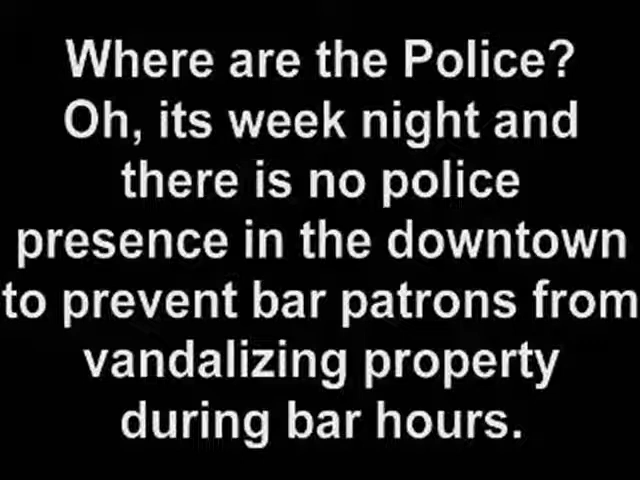 Where are the Police?
Oh, its week night and
there is no police
presence in the downtown
to prevent bar patrons from
vandalizing property
during bar hours.